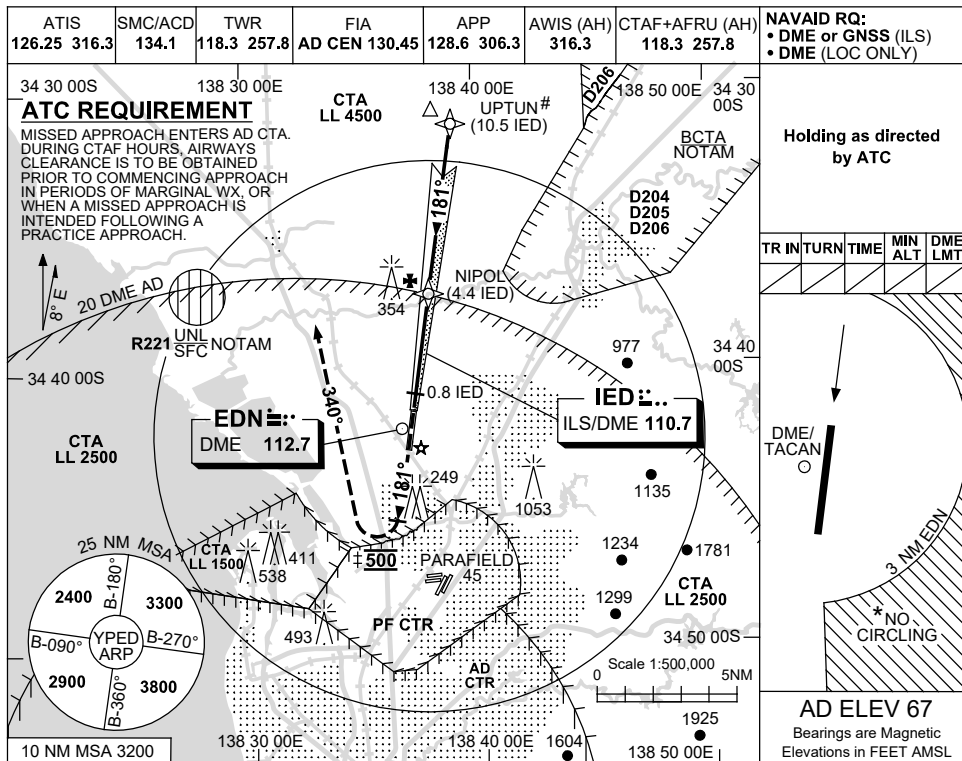 ATIS
126.25 316.3
SMC/ACD
134.1
TWR
118.3 257.8
FIA
AD CEN 130.45
APP
128.6 306.3
AWIS (AH)
316.3
CTAF+AFRU (AH)
118.3 257.8
NAVAID RQ:
• DME or GNSS (ILS)
• DME (LOC ONLY)
34 30 00S
138 30 00E
138 40 00E
138 50 00E
34 30
00S
ATC REQUIREMENT
MISSED APPROACH ENTERS AD CTA.
DURING CTAF HOURS, AIRWAYS
CLEARANCE IS TO BE OBTAINED
PRIOR TO COMMENCING APPROACH
IN PERIODS OF MARGINAL WX, OR
WHEN A MISSED APPROACH IS
INTENDED FOLLOWING A
PRACTICE APPROACH.
CTA
LL 4500
UPTUN#
(10.5 IED)
D206
BCTA
NOTAM
D204
D205
D206
Holding as directed
by ATC
TR IN
TURN
TIME
MIN
ALT
DME
LMT
181°
8° E
20 DME AD
NIPOL
(4.4 IED)
354
R221 UNL
SFC NOTAM
977
34 40
00S
34 40 00S
340°
0.8 IED
EDN
DME 112.7
IED
ILS/DME 110.7
CTA
LL 2500
181°
249
1053
1135
DME/
TACAN
3 NM EDN
*NO
CIRCLING
CTA
LL 1500
411
538
‡500
PARAFIELD
45
1234
1781
1299
CTA
LL 2500
493
PF CTR
34 50 00S
AD
CTR
Scale 1:500,000
0
5NM
25 NM MSA
2400
B-180°
3300
B-090°
YPED
ARP
B-270°
2900
B-360°
3800
10 NM MSA 3200
138 30 00E
138 40 00E
1604
138 50 00E
1925
AD ELEV 67
Bearings are Magnetic
Elevations in FEET AMSL